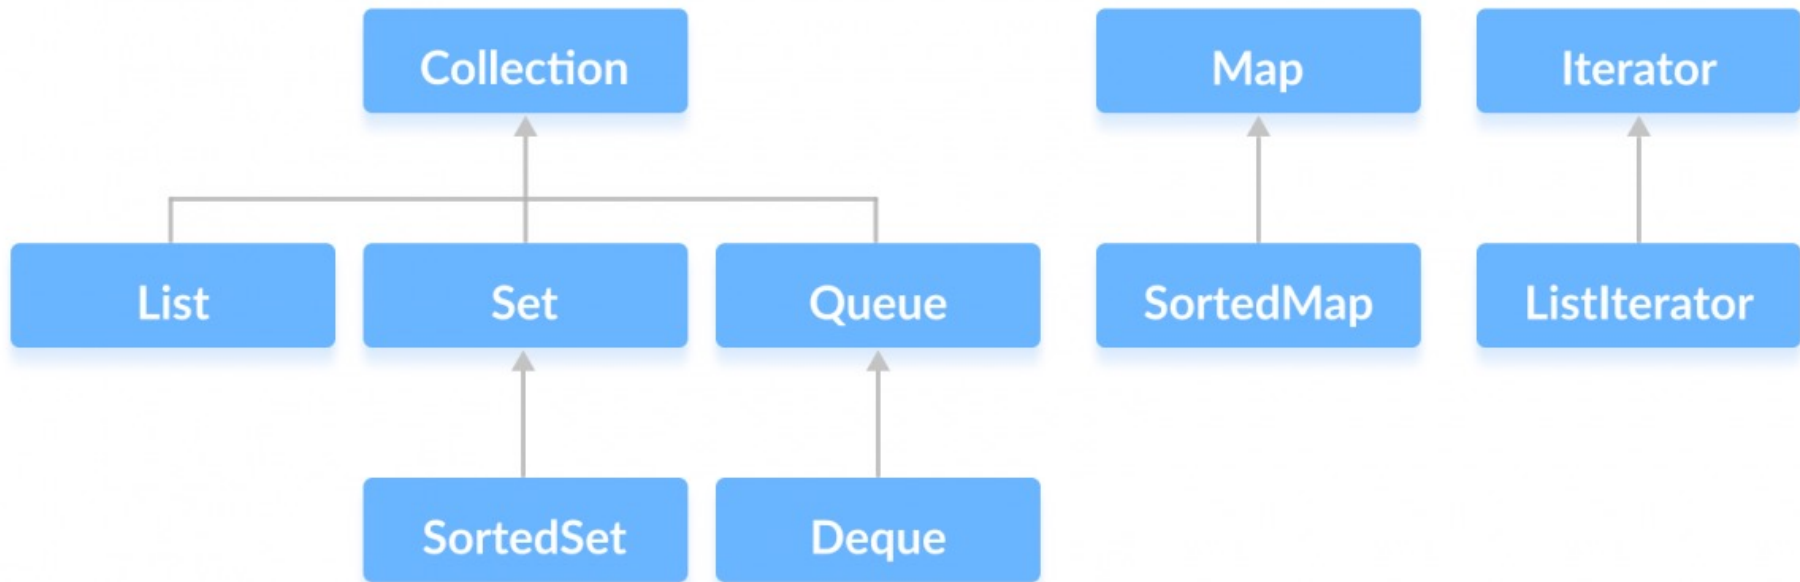 Collection
Map
Iterator
List
Set
Queue
SortedMap
ListIterator
SortedSet
Deque